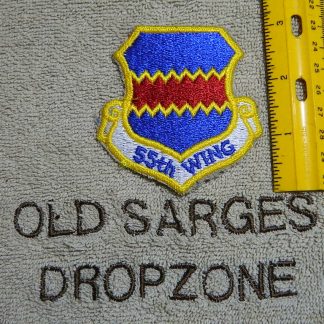 55th WING
OLD SARGES
DROPZONE